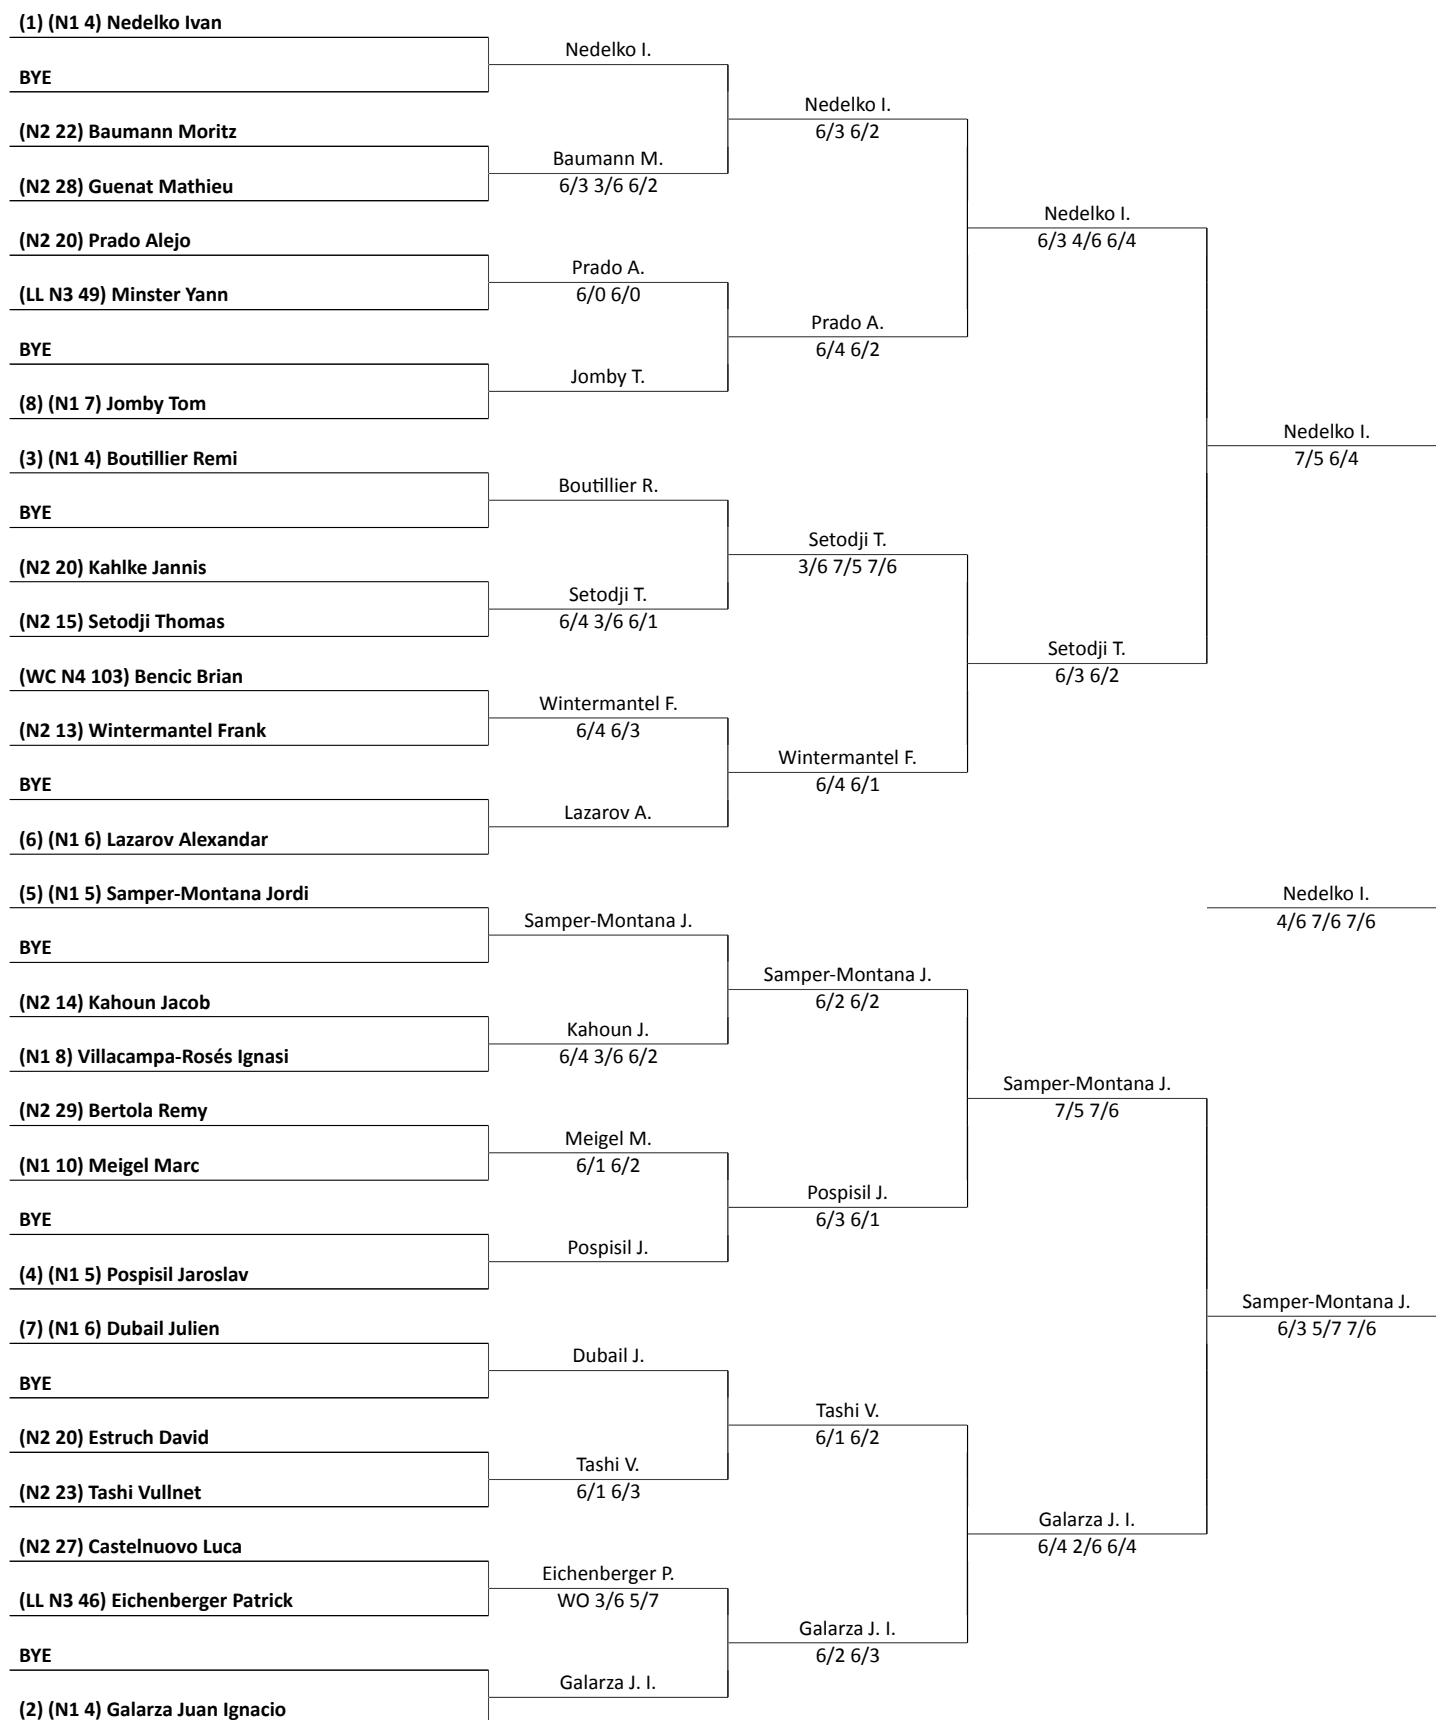 (1) (N1 4) Nedelko Ivan
Nedelko I.
BYE
Nedelko I.
6/3 6/2
(N2 22) Baumann Moritz
Baumann M.
6/3 3/6 6/2
(N2 28) Guenat Mathieu
Nedelko I.
6/3 4/6 6/4
(N2 20) Prado Alejo
Prado A.
6/0 6/0
(LL N3 49) Minster Yann
Prado A.
6/4 6/2
BYE
Jomby T.
(8) (N1 7) Jomby Tom
Nedelko I.
7/5 6/4
(3) (N1 4) Boutillier Remi
Boutillier R.
BYE
Setodji T.
3/6 7/5 7/6
(N2 20) Kahlke Jannis
Setodji T.
6/4 3/6 6/1
(N2 15) Setodji Thomas
Setodji T.
6/3 6/2
(WC N4 103) Bencic Brian
Wintermantel F.
6/4 6/3
(N2 13) Wintermantel Frank
Wintermantel F.
6/4 6/1
BYE
Lazarov A.
(6) (N1 6) Lazarov Alexandar
(5) (N1 5) Samper-Montana Jordi
Nedelko I.
4/6 7/6 7/6
Samper-Montana J.
BYE
Samper-Montana J.
6/2 6/2
(N2 14) Kahoun Jacob
Kahoun J.
6/4 3/6 6/2
(N1 8) Villacampa-Rosés Ignasi
Samper-Montana J.
7/5 7/6
(N2 29) Bertola Remy
Meigel M.
6/1 6/2
(N1 10) Meigel Marc
Pospisil J.
6/3 6/1
BYE
Pospisil J.
(4) (N1 5) Pospisil Jaroslav
Samper-Montana J.
6/3 5/7 7/6
(7) (N1 6) Dubail Julien
Dubail J.
BYE
Tashi V.
6/1 6/2
(N2 20) Estruch David
Tashi V.
6/1 6/3
(N2 23) Tashi Vullnet
Galarza J. I.
6/4 2/6 6/4
(N2 27) Castelnuovo Luca
Eichenberger P.
WO 3/6 5/7
(LL N3 46) Eichenberger Patrick
Galarza J. I.
6/2 6/3
BYE
Galarza J. I.
(2) (N1 4) Galarza Juan Ignacio